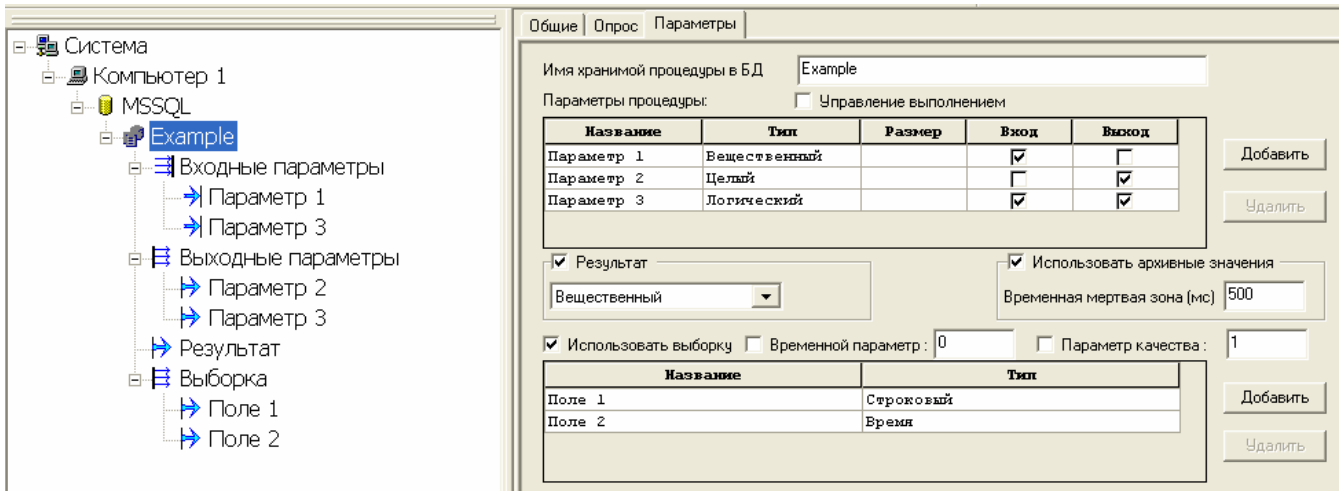 Система
Компьютер 1
MSSQL
Example
Входные параметры
Параметр 1
Параметр 3
Выходные параметры
Параметр 2
Параметр 3
Результат
Выборка
Поле 1
Поле 2
Общие Опрос Параметры
Имя хранимой процедуры в БД Example
Параметры процедуры: Управление выполнением
Название Тип Размер Вход Выход
Параметр 1 Вещественный
Параметр 2 Целый
Параметр 3 Логический
Добавить
Удалить
Результат
Вещественный
Использовать архивные значения
Временная мертвая зона (мс) 500
Использовать выборку Временной параметр : 0 Параметр качества : 1
Название Тип
Поле 1 Строковый
Поле 2 Время
Добавить
Удалить